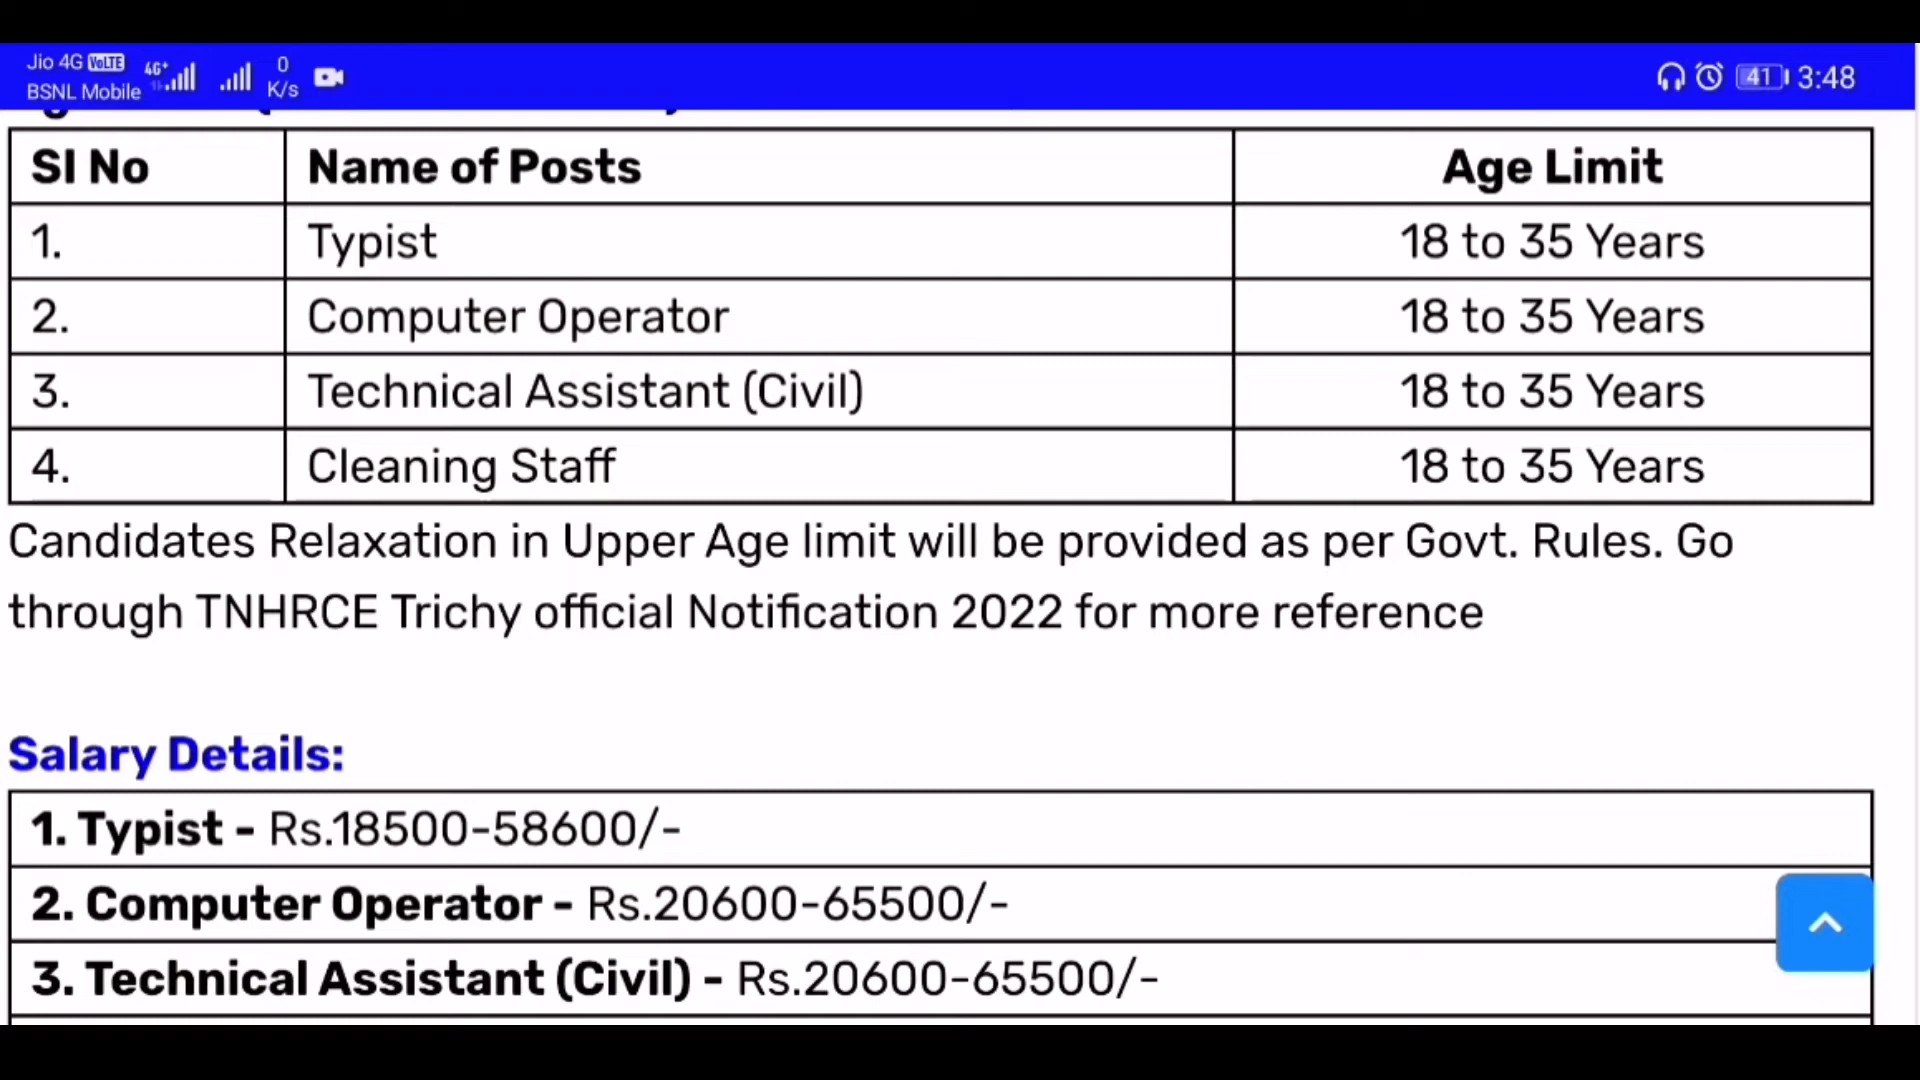 Jio 4G VoLTE 4G+ 0 K/s 41 3:48
BSNL Mobile
SI No Name of Posts Age Limit
1. Typist 18 to 35 Years
2. Computer Operator 18 to 35 Years
3. Technical Assistant (Civil) 18 to 35 Years
4. Cleaning Staff 18 to 35 Years
Candidates Relaxation in Upper Age limit will be provided as per Govt. Rules. Go
through TNHRCE Trichy official Notification 2022 for more reference
Salary Details:
1. Typist - Rs.18500-58600/-
2. Computer Operator - Rs.20600-65500/-
3. Technical Assistant (Civil) - Rs.20600-65500/-